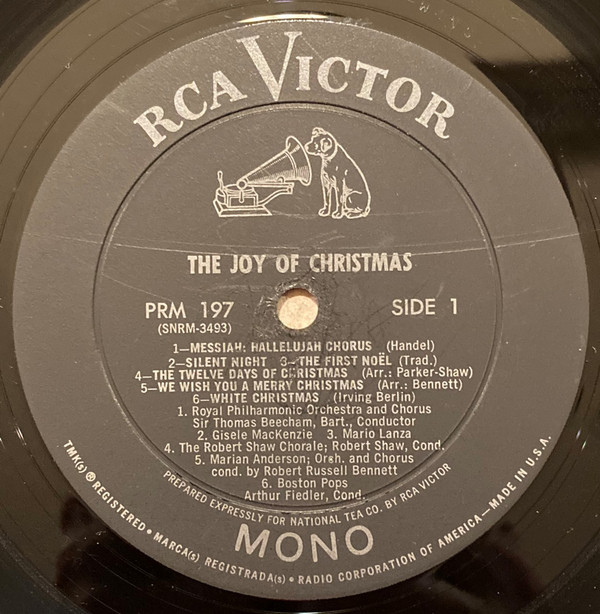 RCA VICTOR
THE JOY OF CHRISTMAS
PRM 197
(SNRM-3493)
SIDE 1
1—MESSIAH: HALLELUJAH CHORUS (Handel)
2—SILENT NIGHT 3—THE FIRST NOËL (Trad.)
4—THE TWELVE DAYS OF CHRISTMAS (Arr.: Parker-Shaw)
5—WE WISH YOU A MERRY CHRISTMAS (Arr.: Bennett)
6—WHITE CHRISTMAS (Irving Berlin)
1. Royal Philharmonic Orchestra and Chorus
Sir Thomas Beecham, Bart., Conductor
2. Gisele MacKenzie 3. Mario Lanza
4. The Robert Shaw Chorale; Robert Shaw, Cond.
5. Marian Anderson; Orch. and Chorus
cond. by Robert Russell Bennett
6. Boston Pops
Arthur Fiedler, Cond.
PREPARED EXPRESSLY FOR NATIONAL TEA CO. BY RCA VICTOR
MONO
TMK(s) ® REGISTERED • MARCA(s) REGISTRADA(s) • RADIO CORPORATION OF AMERICA—MADE IN U.S.A.